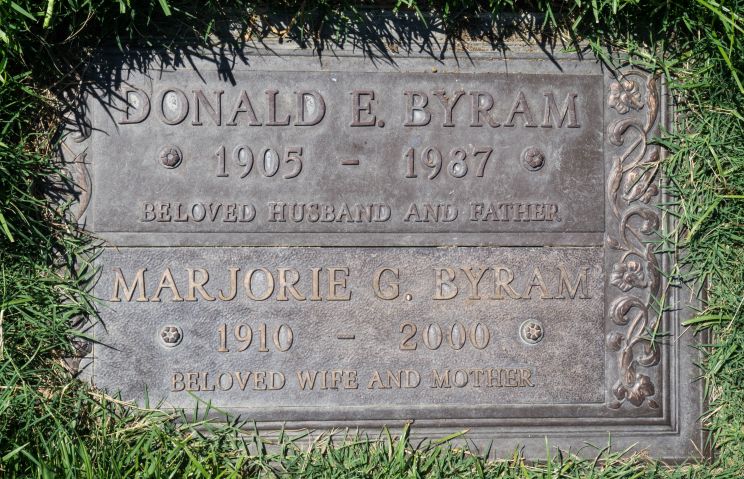 DONALD E. BYRAM
1905 - 1987
BELOVED HUSBAND AND FATHER
MARJORIE G. BYRAM
1910 - 2000
BELOVED WIFE AND MOTHER